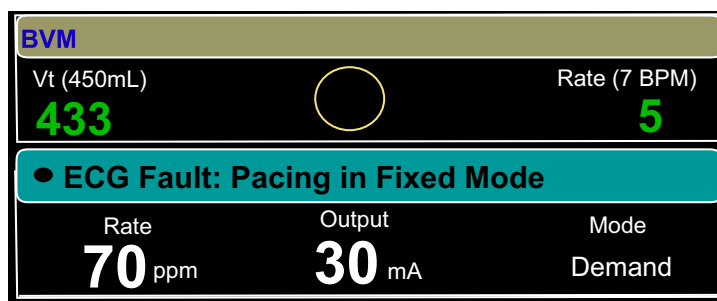 BVM
Vt (450mL) Rate (7 BPM)
433 5
ECG Fault: Pacing in Fixed Mode
Rate Output Mode
70 ppm 30 mA Demand